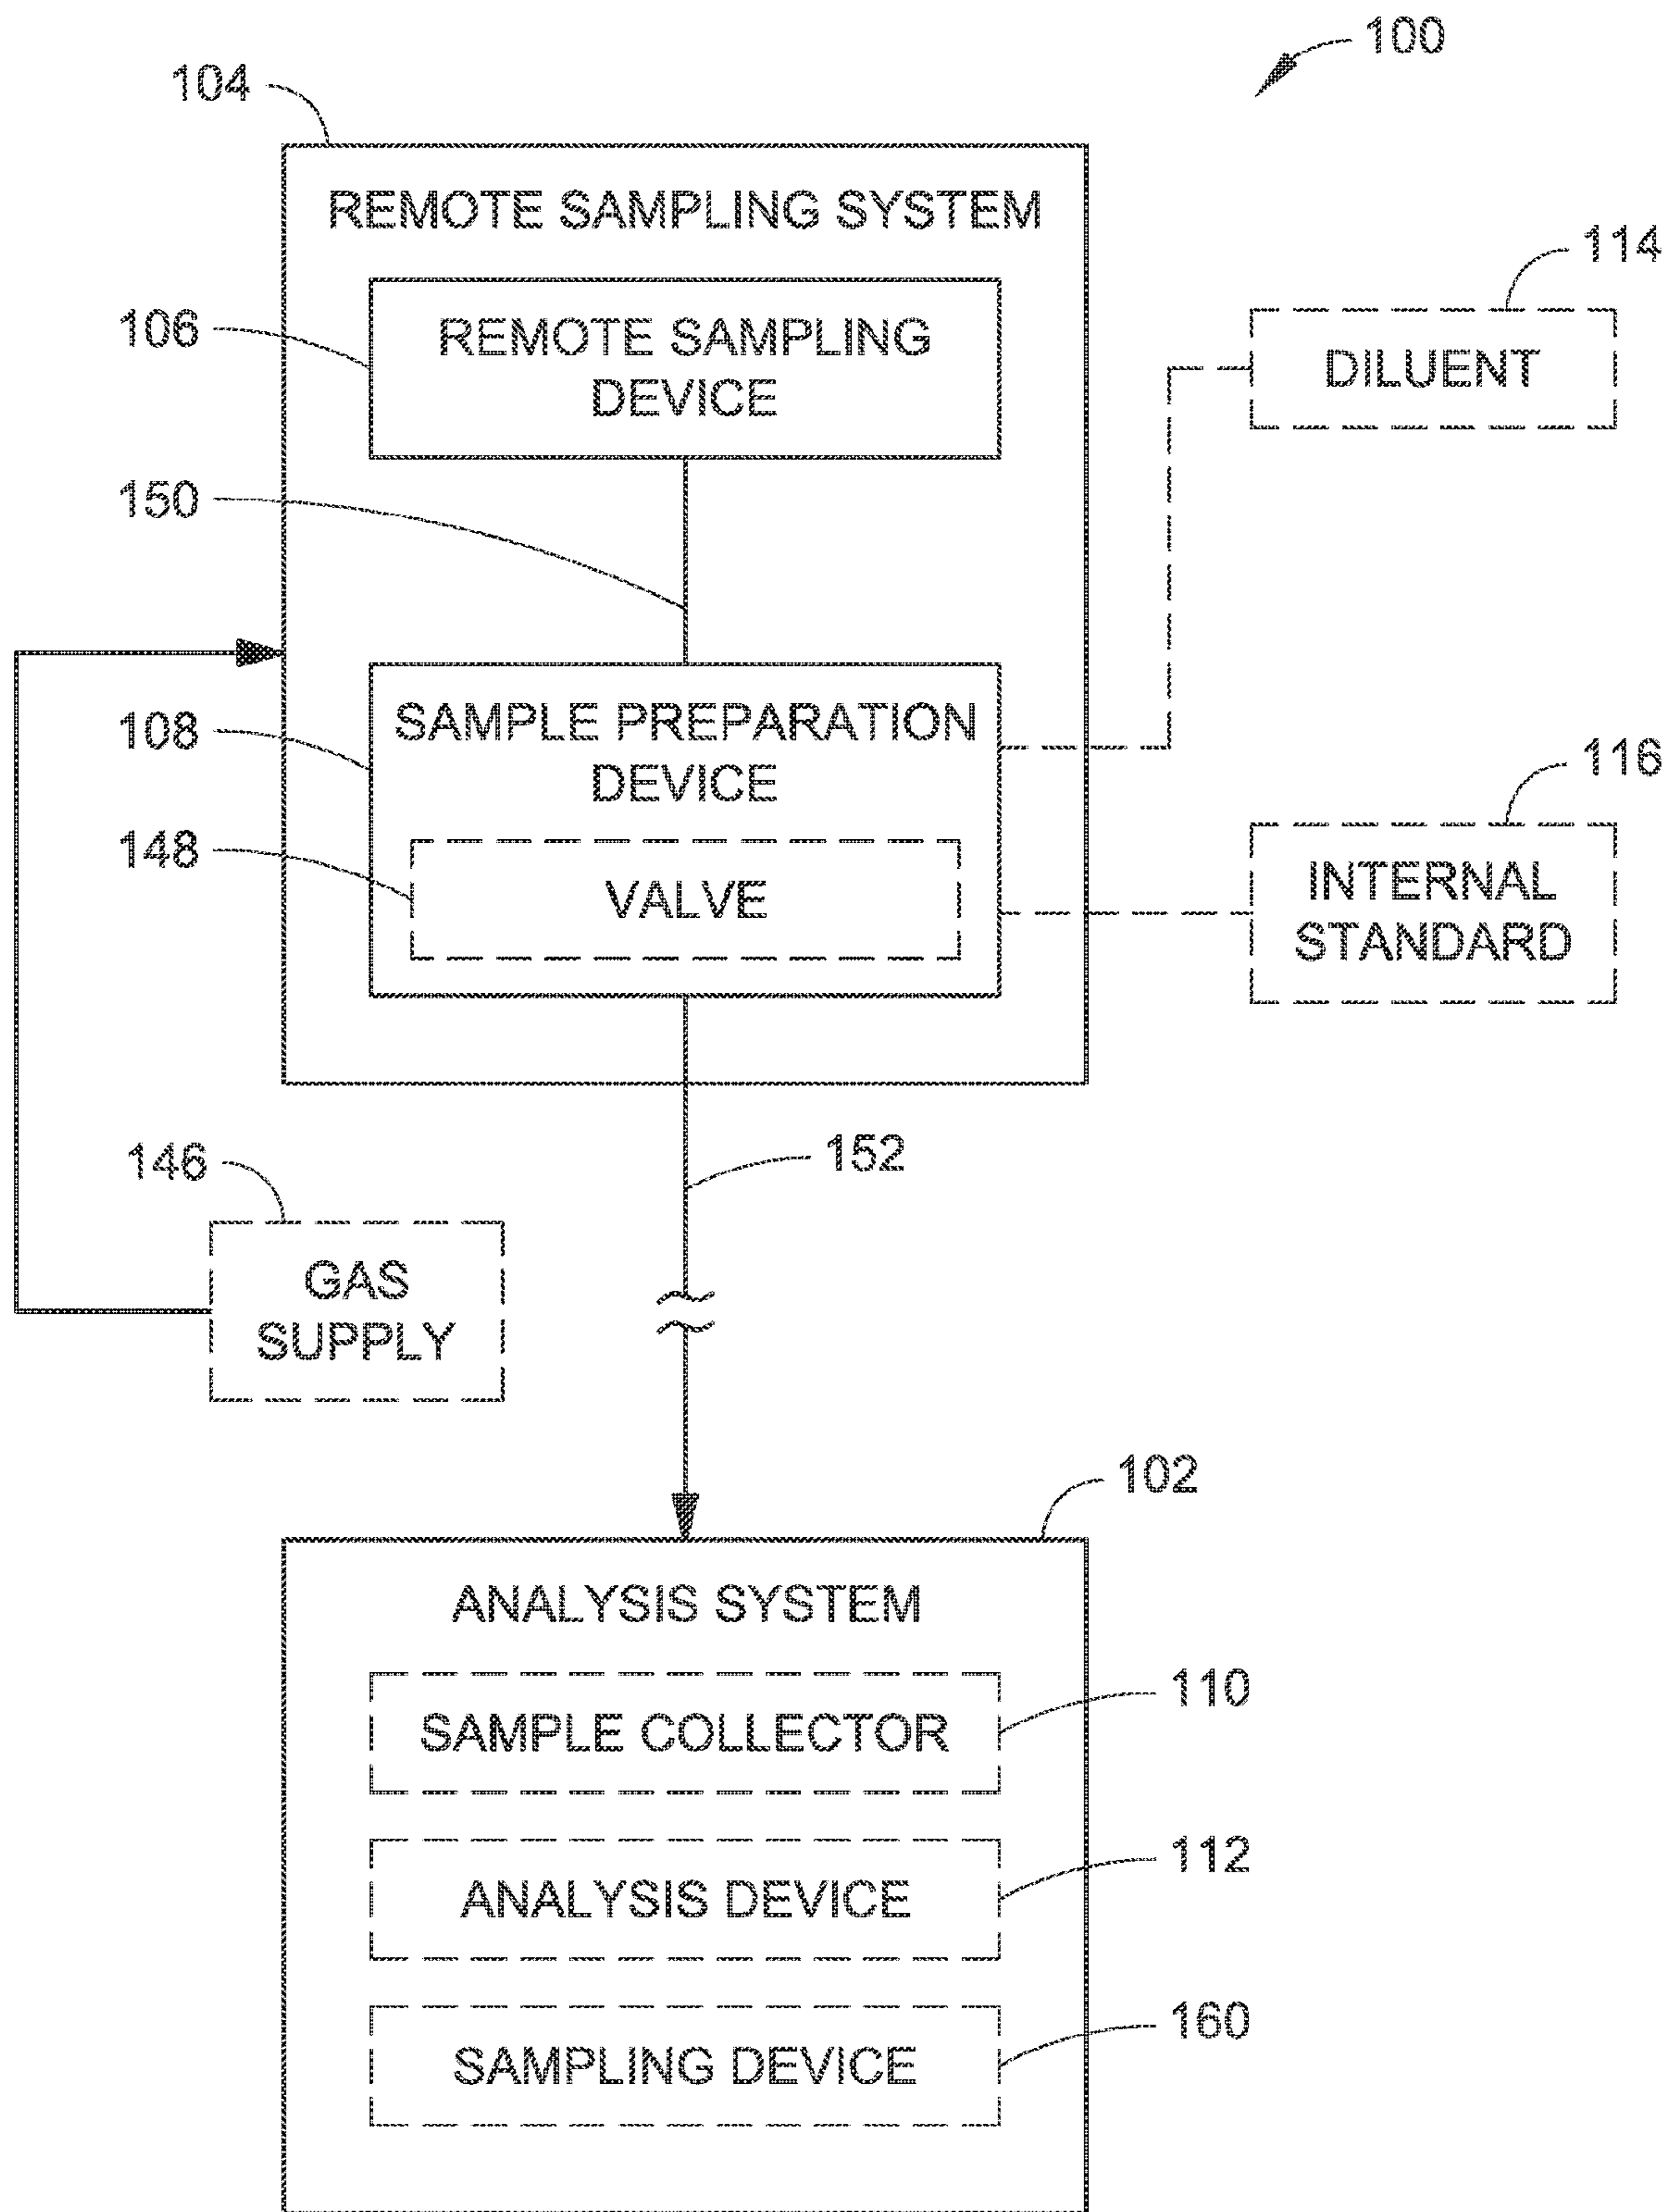 100
104
REMOTE SAMPLING SYSTEM
114
106
REMOTE SAMPLING
DEVICE
DILUENT
150
108
SAMPLE PREPARATION
DEVICE
116
148
VALVE
INTERNAL
STANDARD
146
152
GAS
SUPPLY
102
ANALYSIS SYSTEM
110
SAMPLE COLLECTOR
112
ANALYSIS DEVICE
160
SAMPLING DEVICE